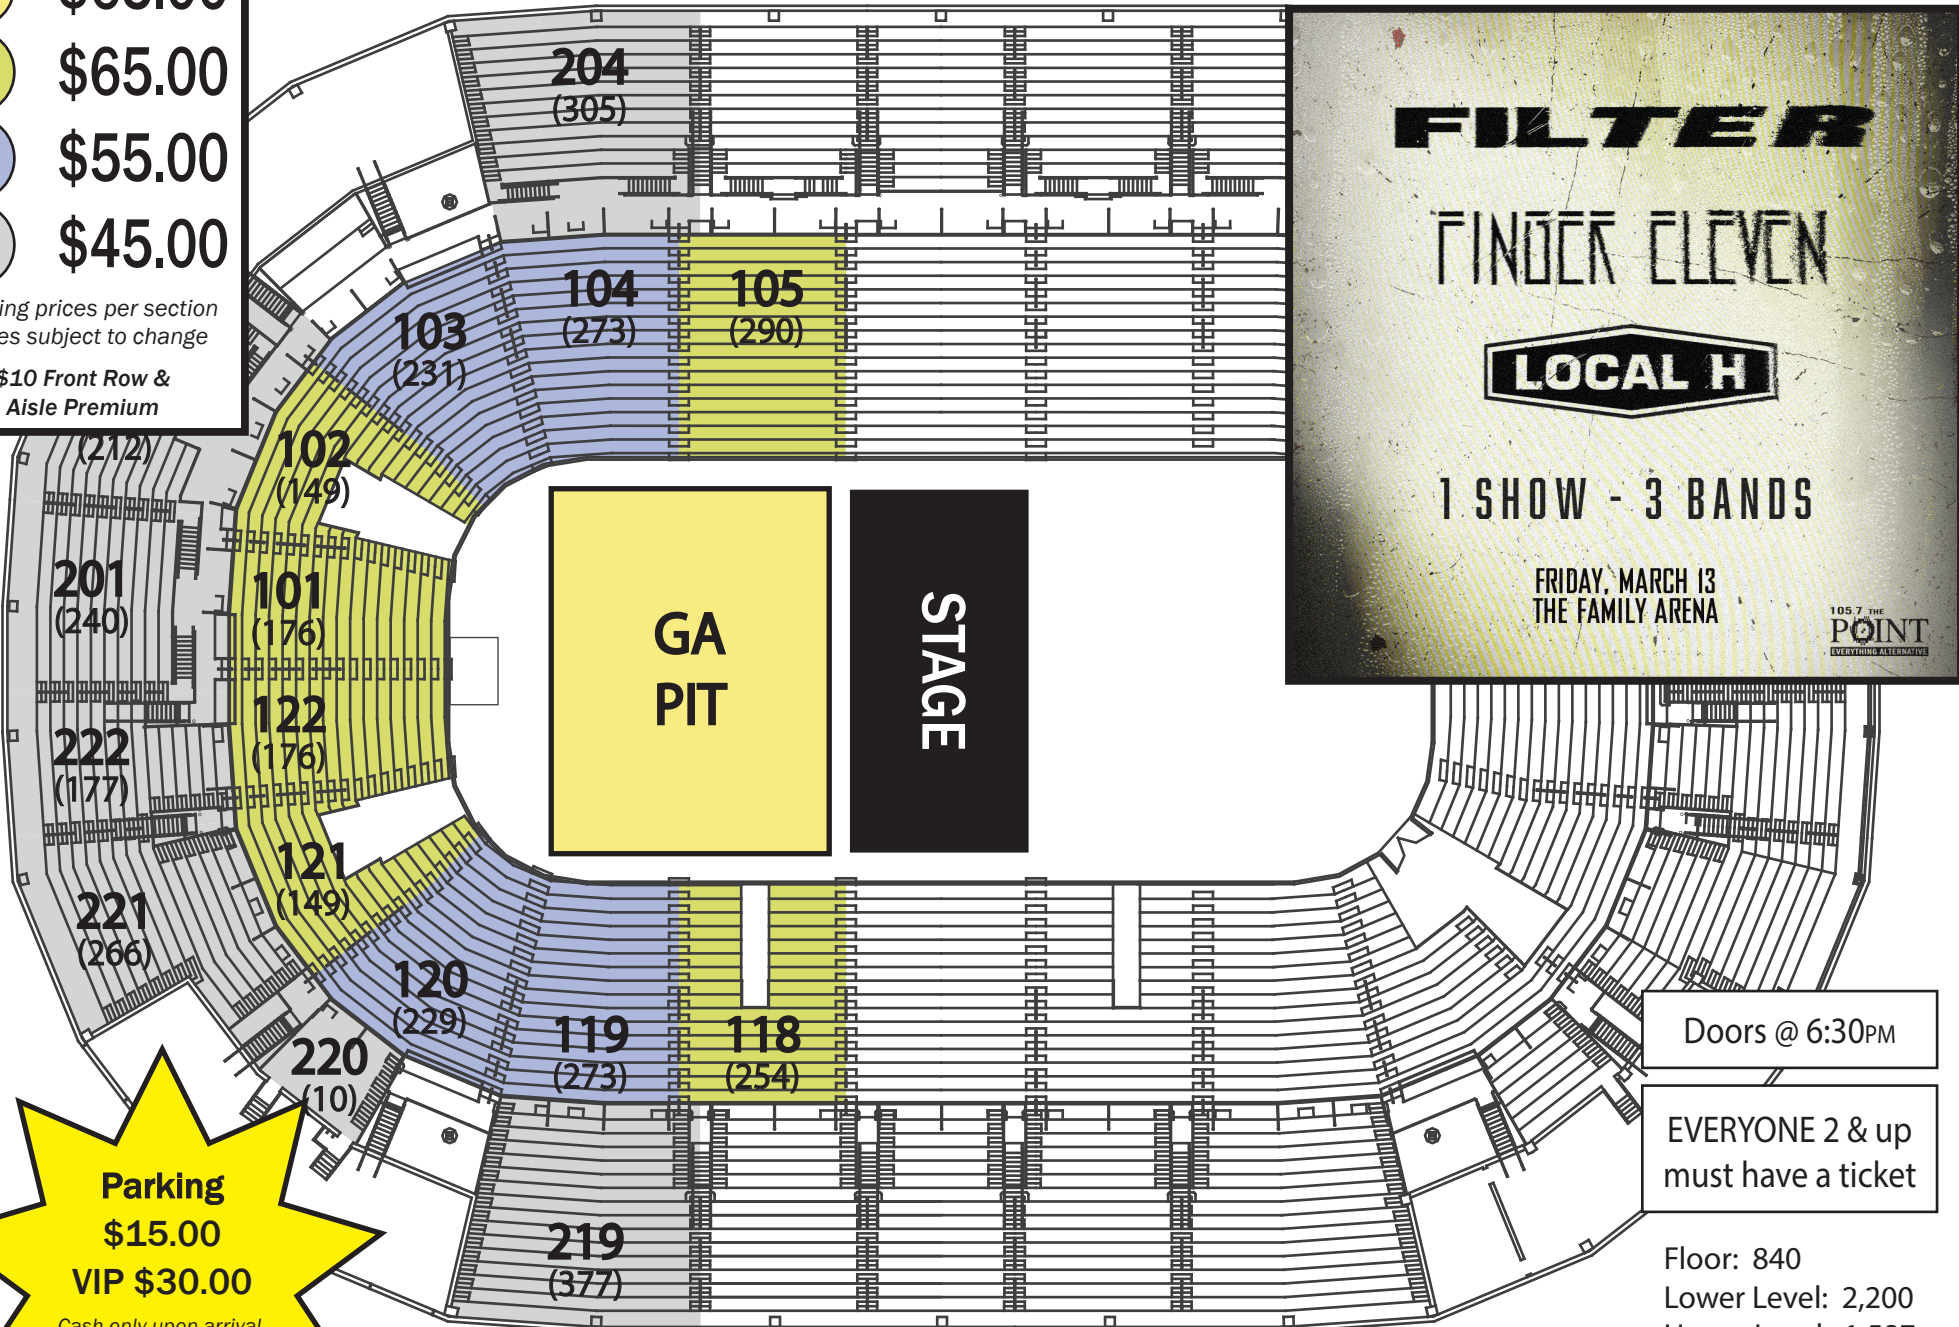 $65.00
$55.00
$45.00
prices per section
subject to change
$10 Front Row &
Aisle Premium
204
(305)
104
(273)
105
(290)
103
(231)
102
(149)
(212)
201
(240)
101
(176)
222
(177)
122
(176)
121
(149)
221
(266)
120
(229)
119
(273)
118
(254)
220
(10)
219
(377)
GA
PIT
STAGE
FILTER
FINGER ELEVEN
LOCAL H
1 SHOW - 3 BANDS
FRIDAY, MARCH 13
THE FAMILY ARENA
105.7 THE
POINT
EVERYTHING ALTERNATIVE
Parking
$15.00
VIP $30.00
Cash only upon arrival
Doors @ 6:30PM
EVERYONE 2 & up
must have a ticket
Floor: 840
Lower Level: 2,200